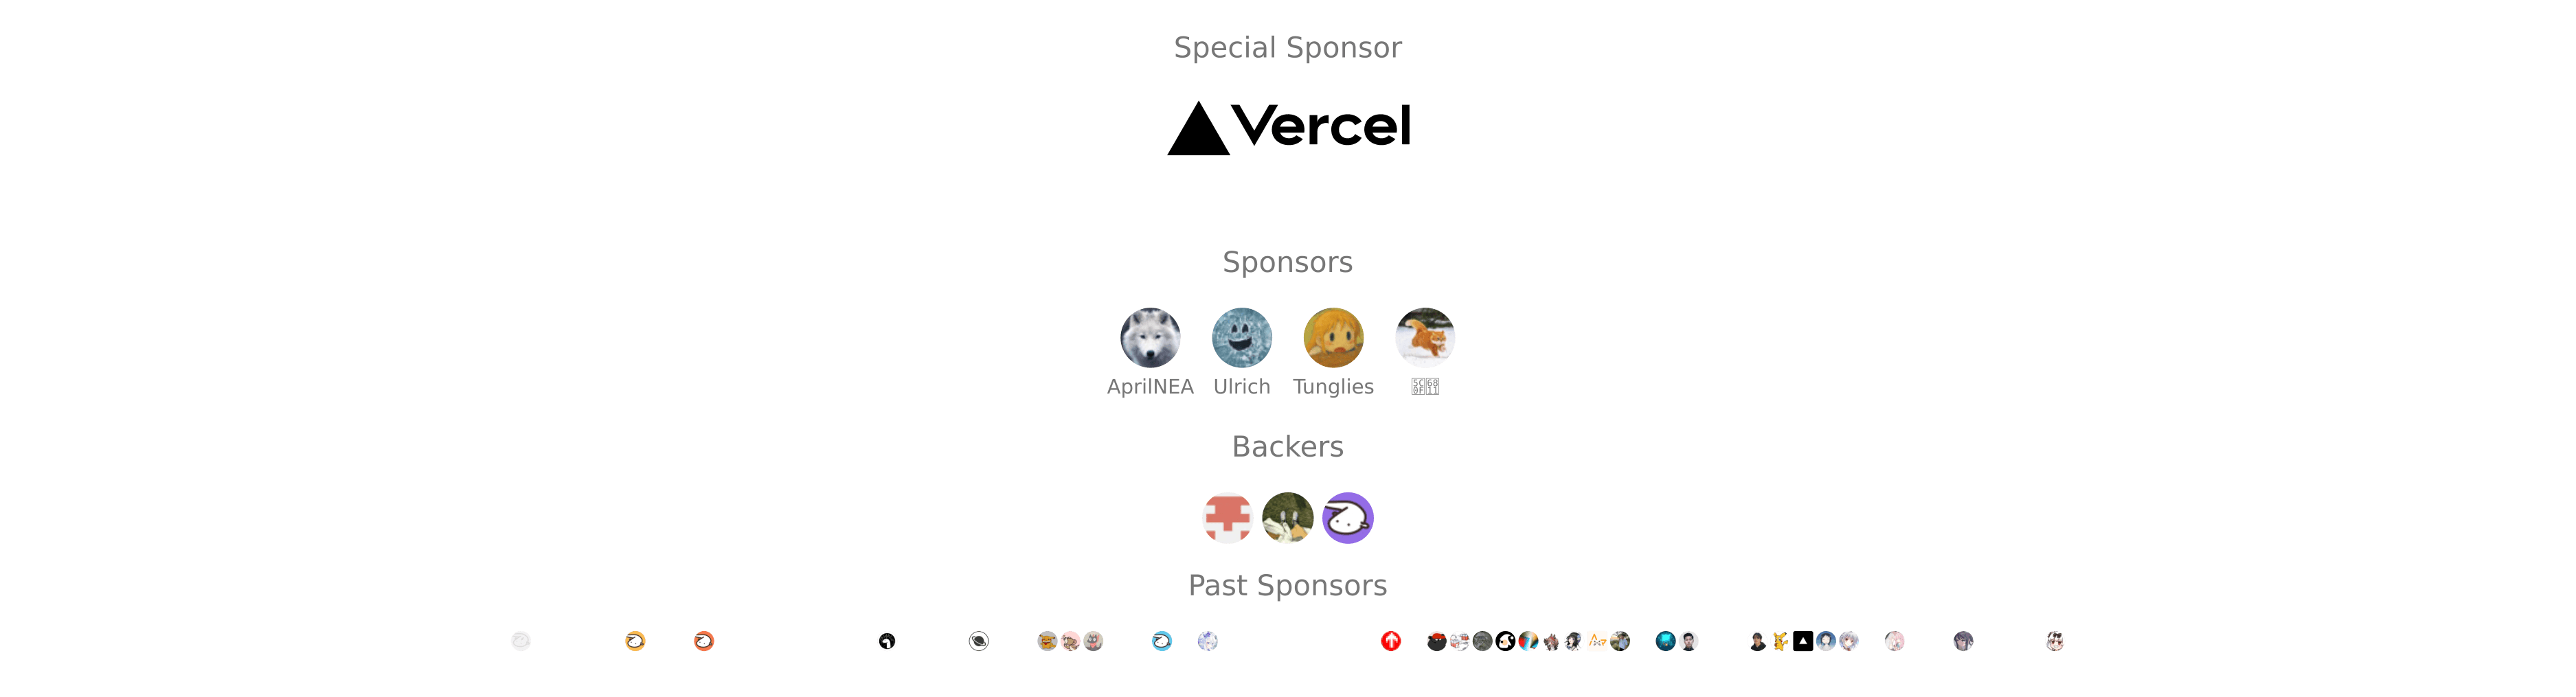 Special Sponsor
Vercel
Sponsors
AprilNEA Ulrich Tunglies
Backers
Past Sponsors